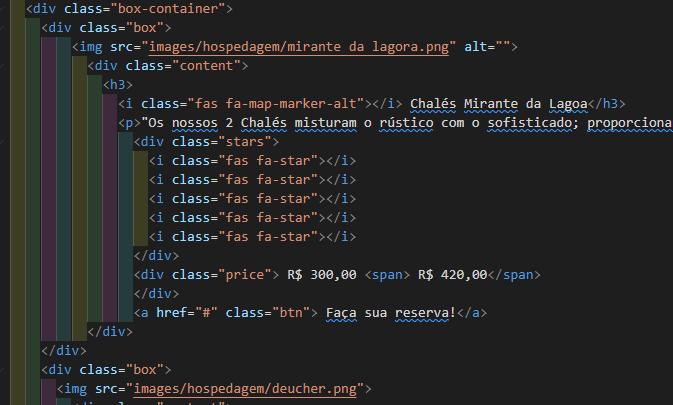 <div class="box-container">
<div class="box">
<img src="images/hospedagem/mirante da lagora.png" alt="">
<div class="content">
<h3>
<i class="fas fa-map-marker-alt"></i> Chalés Mirante da Lagoa</h3>
<p>"Os nossos 2 Chalés misturam o rústico com o sofisticado; proporciona
<div class="stars">
<i class="fas fa-star"></i>
<i class="fas fa-star"></i>
<i class="fas fa-star"></i>
<i class="fas fa-star"></i>
<i class="fas fa-star"></i>
</div>
<div class="price"> R$ 300,00 <span> R$ 420,00</span>
</div>
<a href="#" class="btn"> Faça sua reserva!</a>
</div>
</div>
<div class="box">
<img src="images/hospedagem/deucher.png">